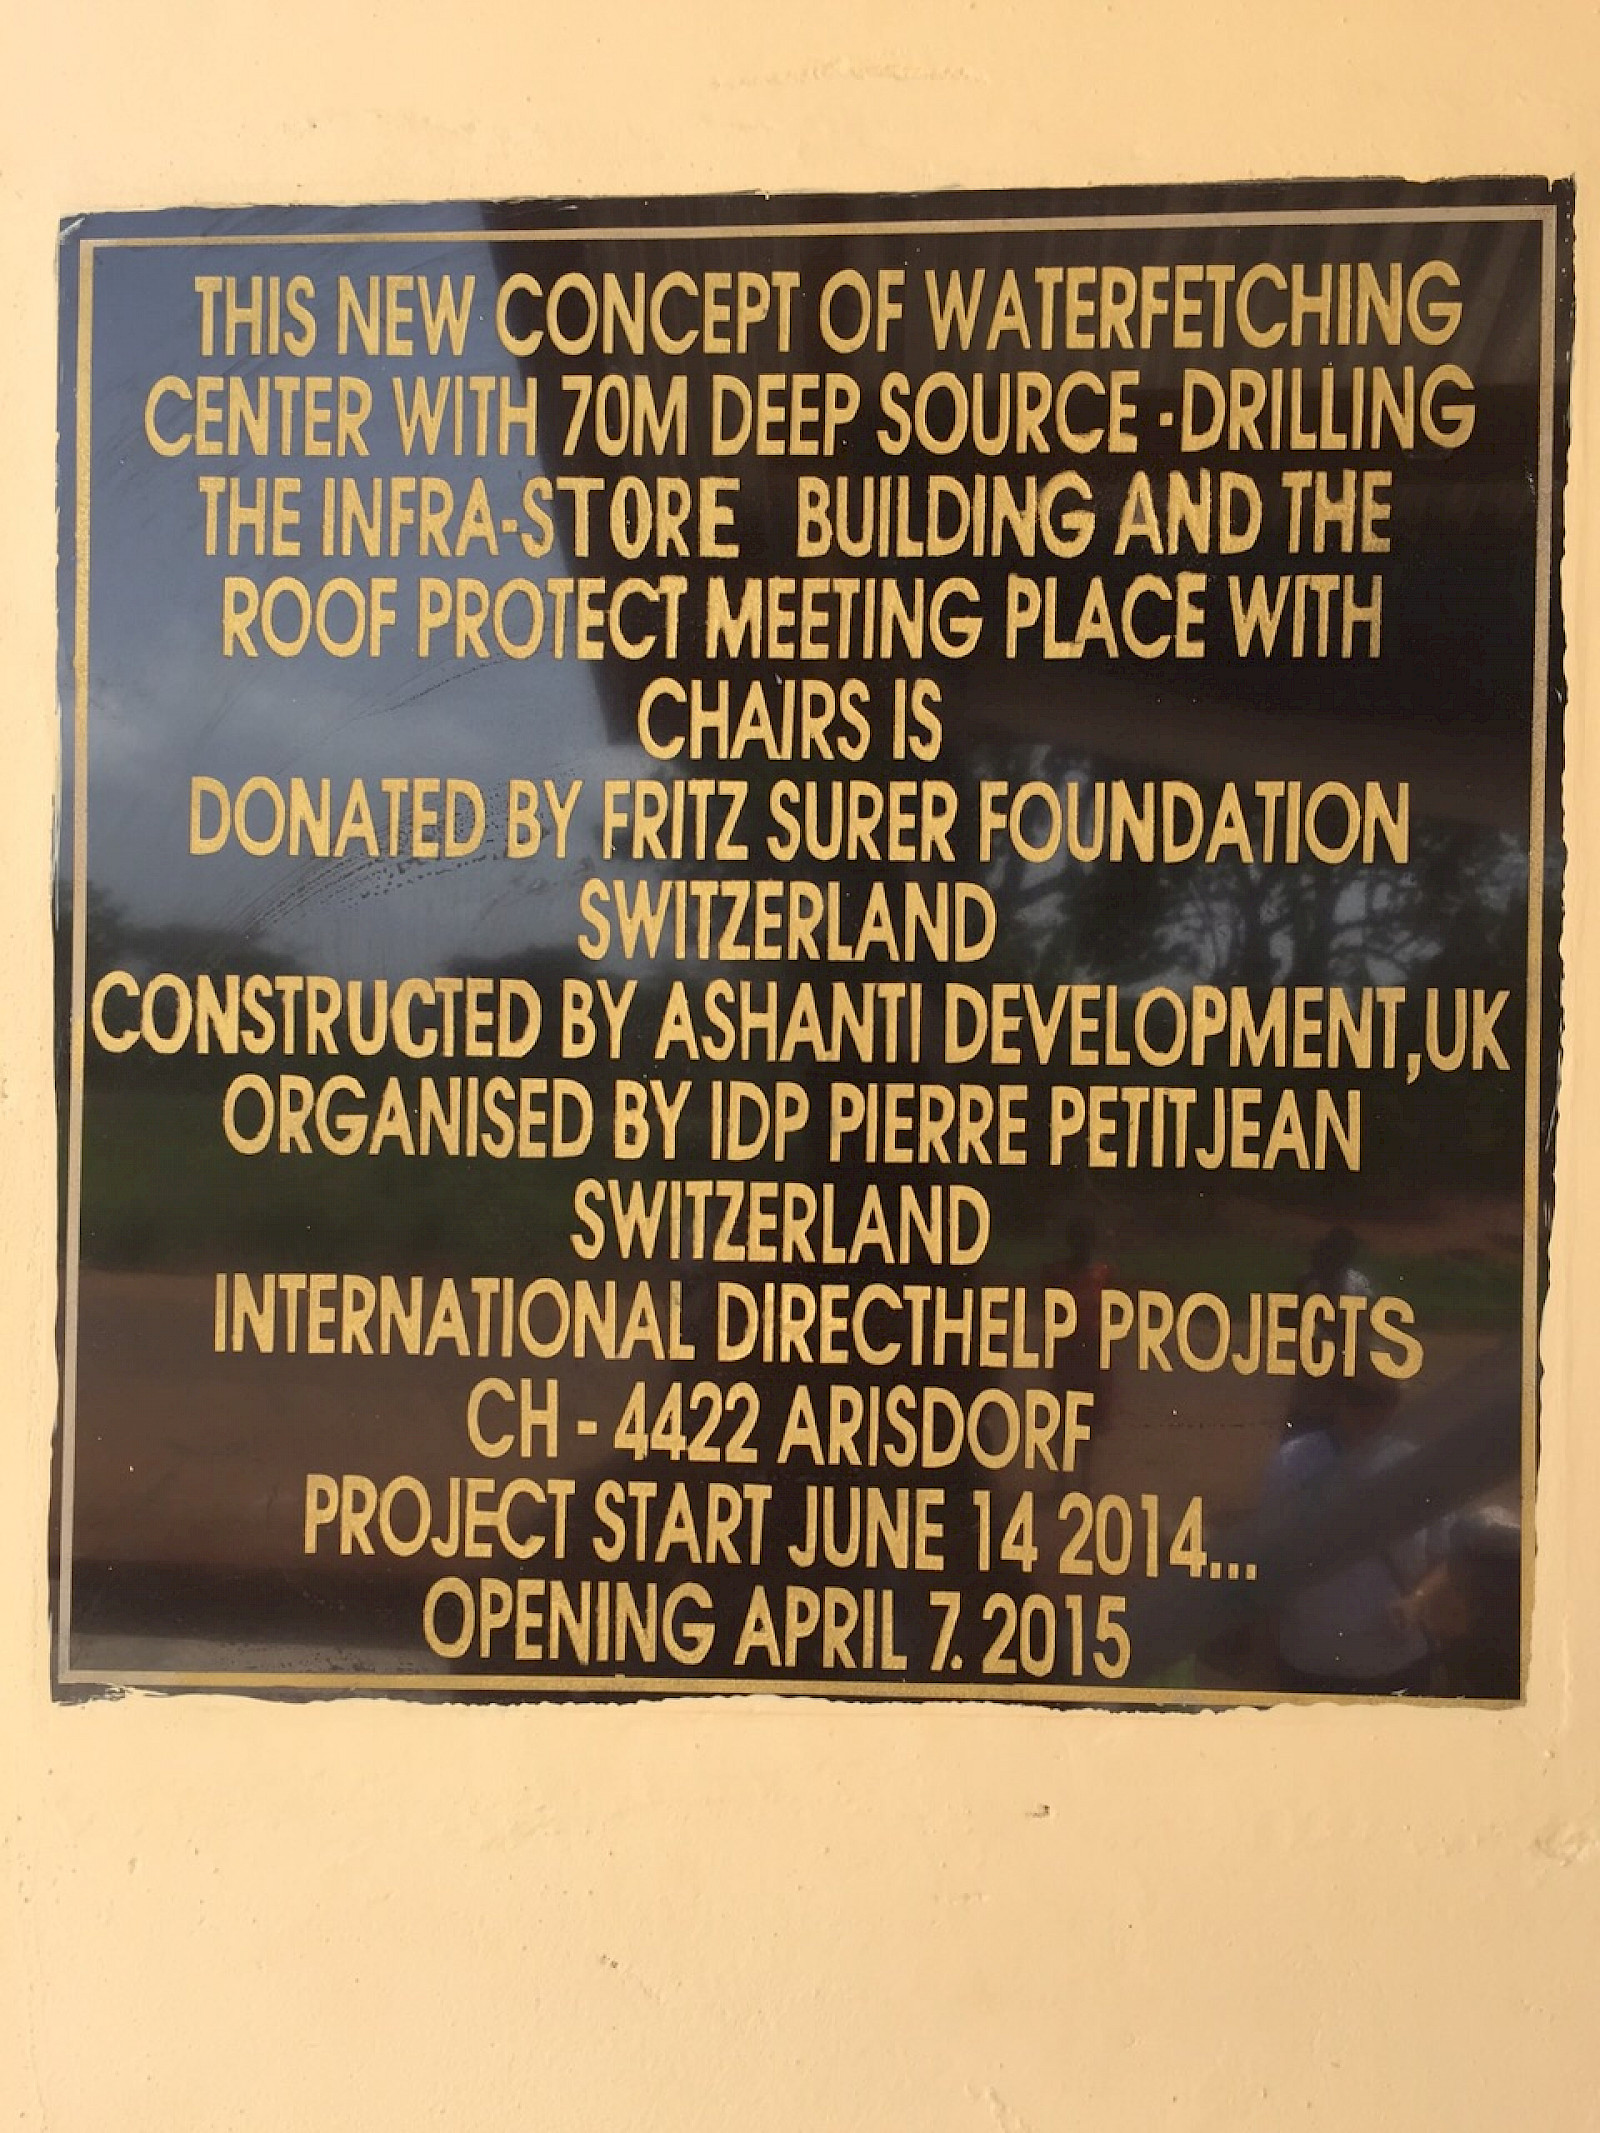 THIS NEW CONCEPT OF WATERFETCHING
CENTER WITH 70M DEEP SOURCE -DRILLING
THE INFRA-STORE BUILDING AND THE
ROOF PROTECT MEETING PLACE WITH
CHAIRS IS
DONATED BY FRITZ SURER FOUNDATION
SWITZERLAND
CONSTRUCTED BY ASHANTI DEVELOPMENT,UK
ORGANISED BY IDP PIERRE PETITJEAN
SWITZERLAND
INTERNATIONAL DIRECTHELP PROJECTS
CH - 4422 ARISDORF
PROJECT START JUNE 14 2014...
OPENING APRIL 7. 2015